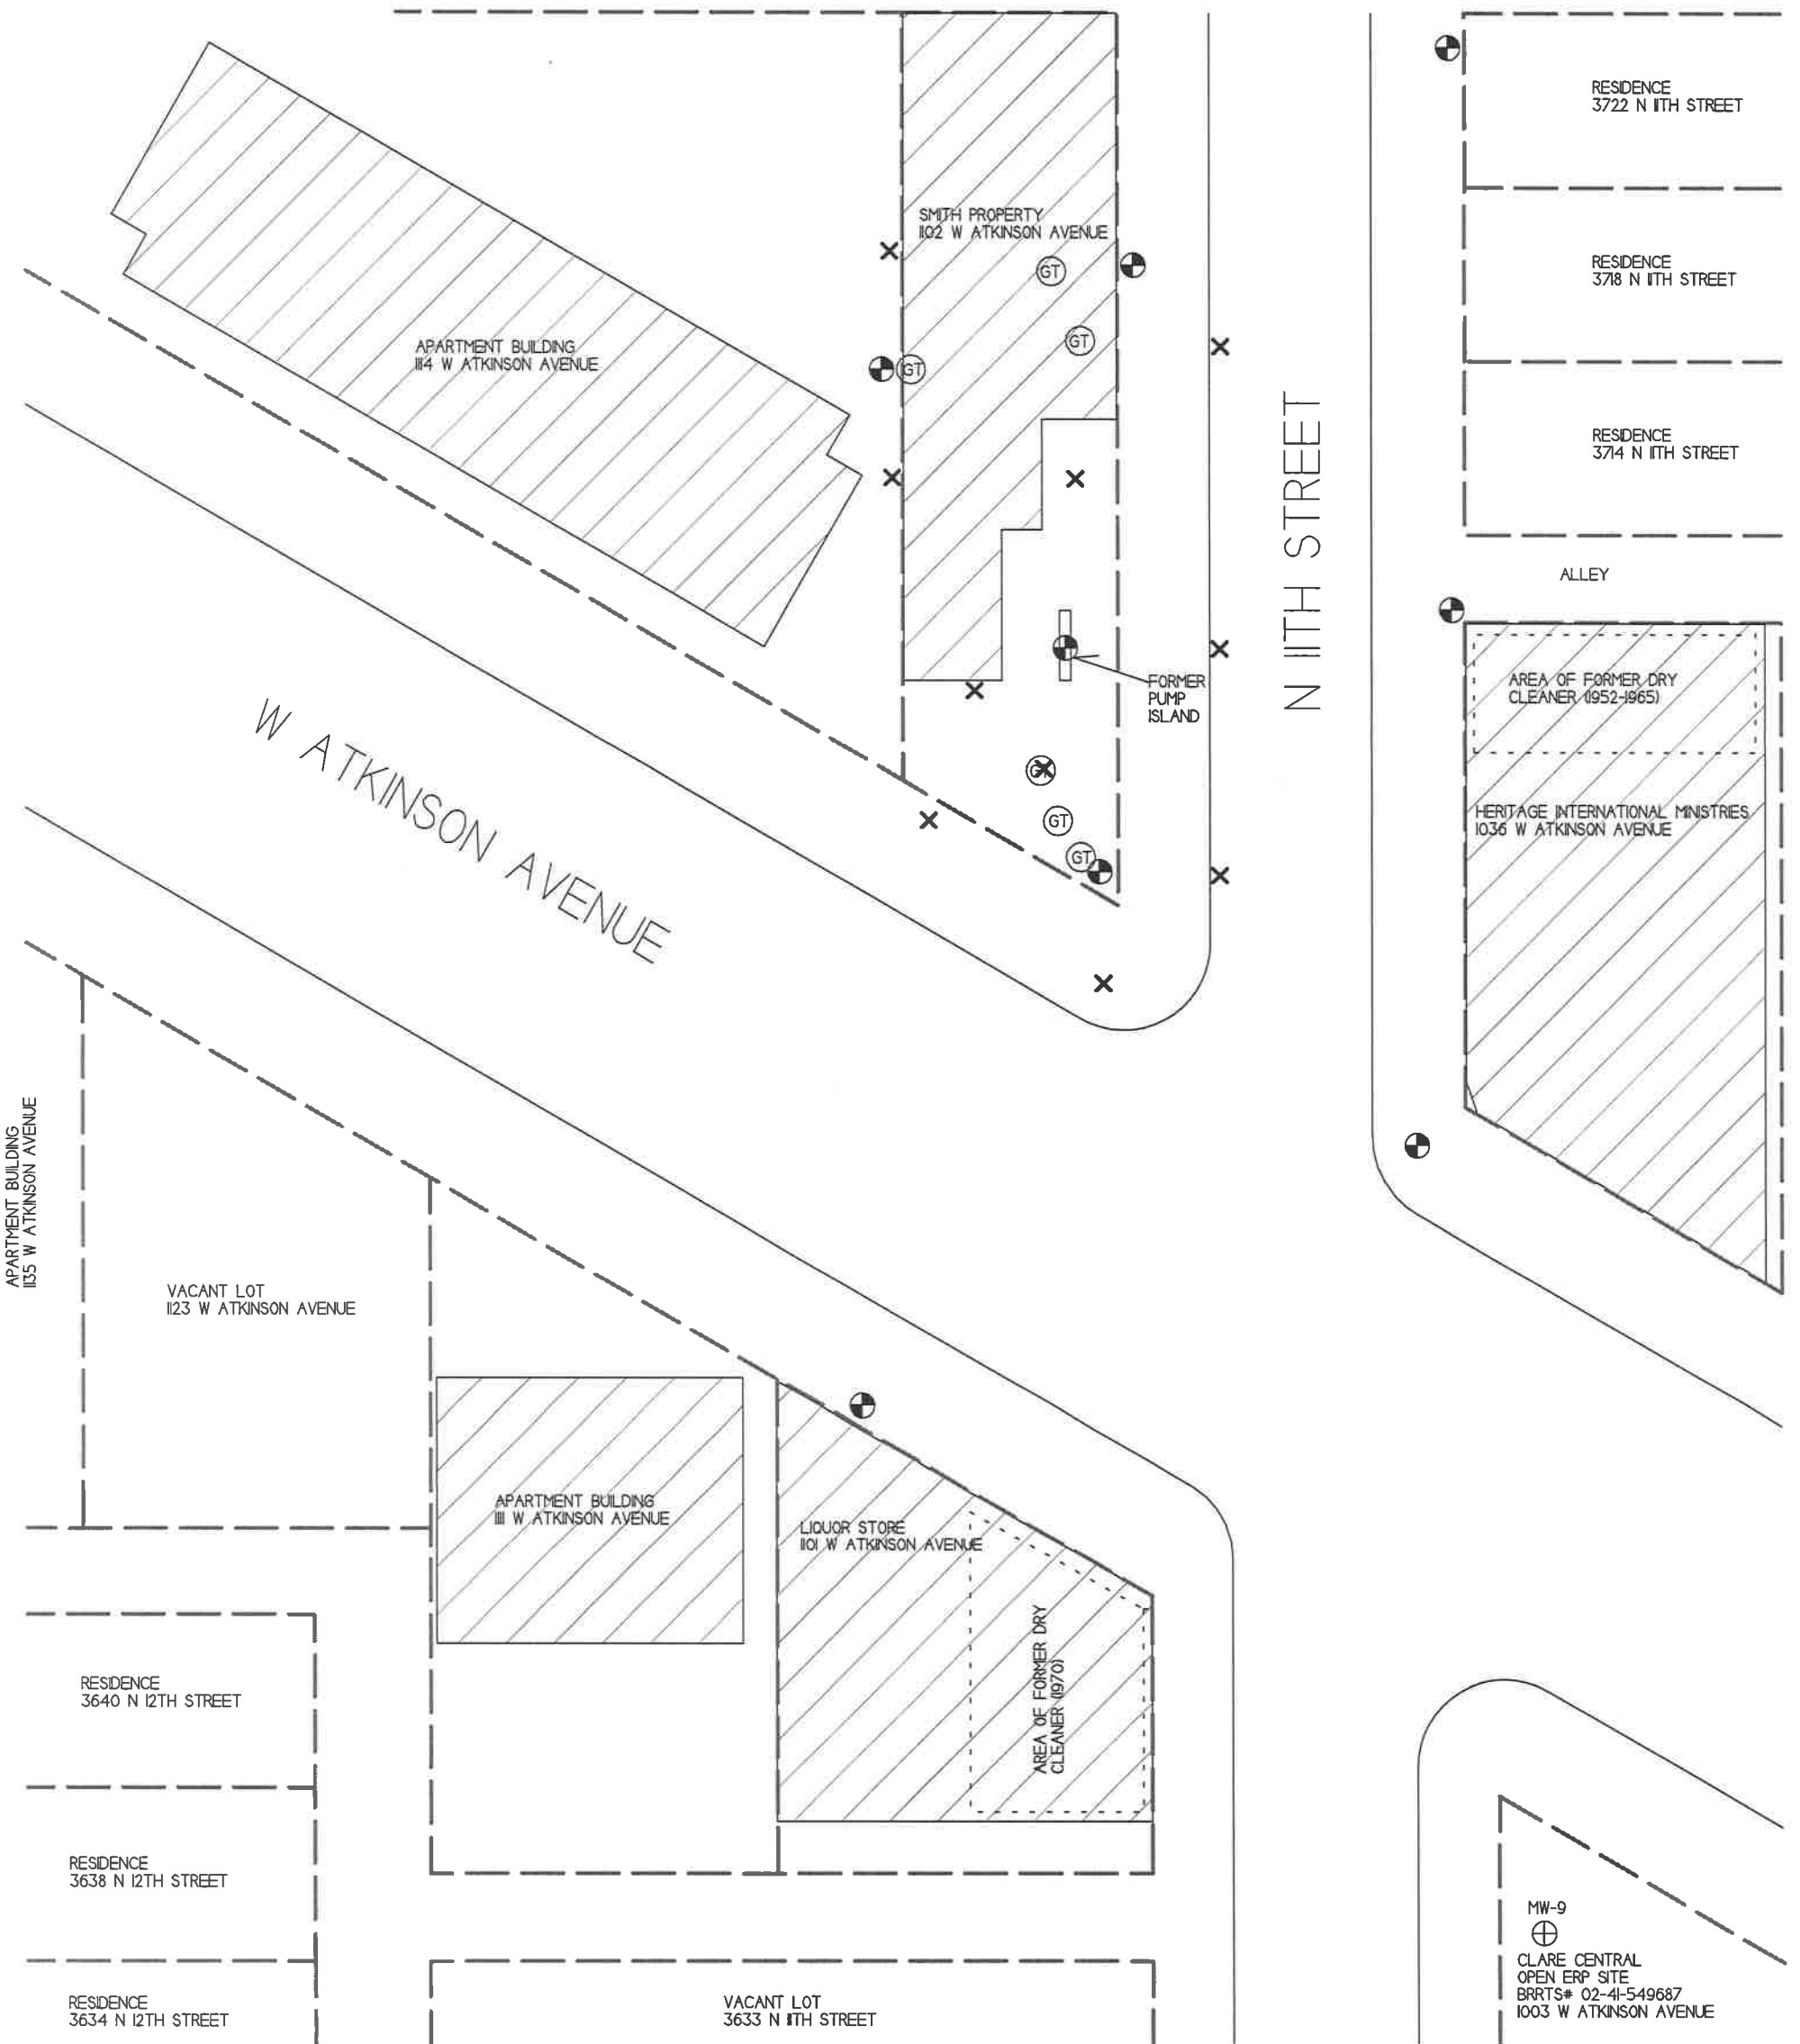 RESIDENCE
3722 N 11TH STREET
SMITH PROPERTY
1102 W ATKINSON AVENUE
GT
RESIDENCE
3718 N 11TH STREET
GT
APARTMENT BUILDING
1114 W ATKINSON AVENUE
GT
RESIDENCE
3714 N 11TH STREET
N 11TH STREET
ALLEY
FORMER
PUMP
ISLAND
AREA OF FORMER DRY
CLEANER (1952-1965)
W ATKINSON AVENUE
GT
GT
GT
HERITAGE INTERNATIONAL MINISTRIES
1036 W ATKINSON AVENUE
APARTMENT BUILDING
1135 W ATKINSON AVENUE
VACANT LOT
1123 W ATKINSON AVENUE
APARTMENT BUILDING
1111 W ATKINSON AVENUE
LIQUOR STORE
1101 W ATKINSON AVENUE
AREA OF FORMER DRY
CLEANER (1970)
RESIDENCE
3640 N 12TH STREET
RESIDENCE
3638 N 12TH STREET
RESIDENCE
3634 N 12TH STREET
VACANT LOT
3633 N 11TH STREET
MW-9
CLARE CENTRAL
OPEN ERP SITE
BRRTS# 02-41-549687
1003 W ATKINSON AVENUE